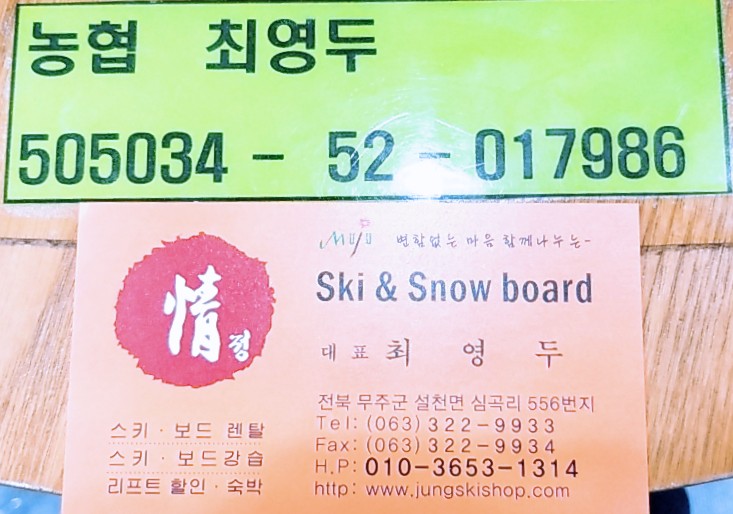 농협 최영두
505034 - 52 - 017986
情정
스키·보드 렌탈
스키·보드강습
리프트 할인·숙박
MUJU 변함없는 마음 함께나누는-
Ski & Snow board
대표 최 영 두
전북 무주군 설천면 심곡리 556번지
Tel: (063) 322-9933
Fax: (063) 322-9934
H.P: 010-3653-1314
http: www.jungskishop.com